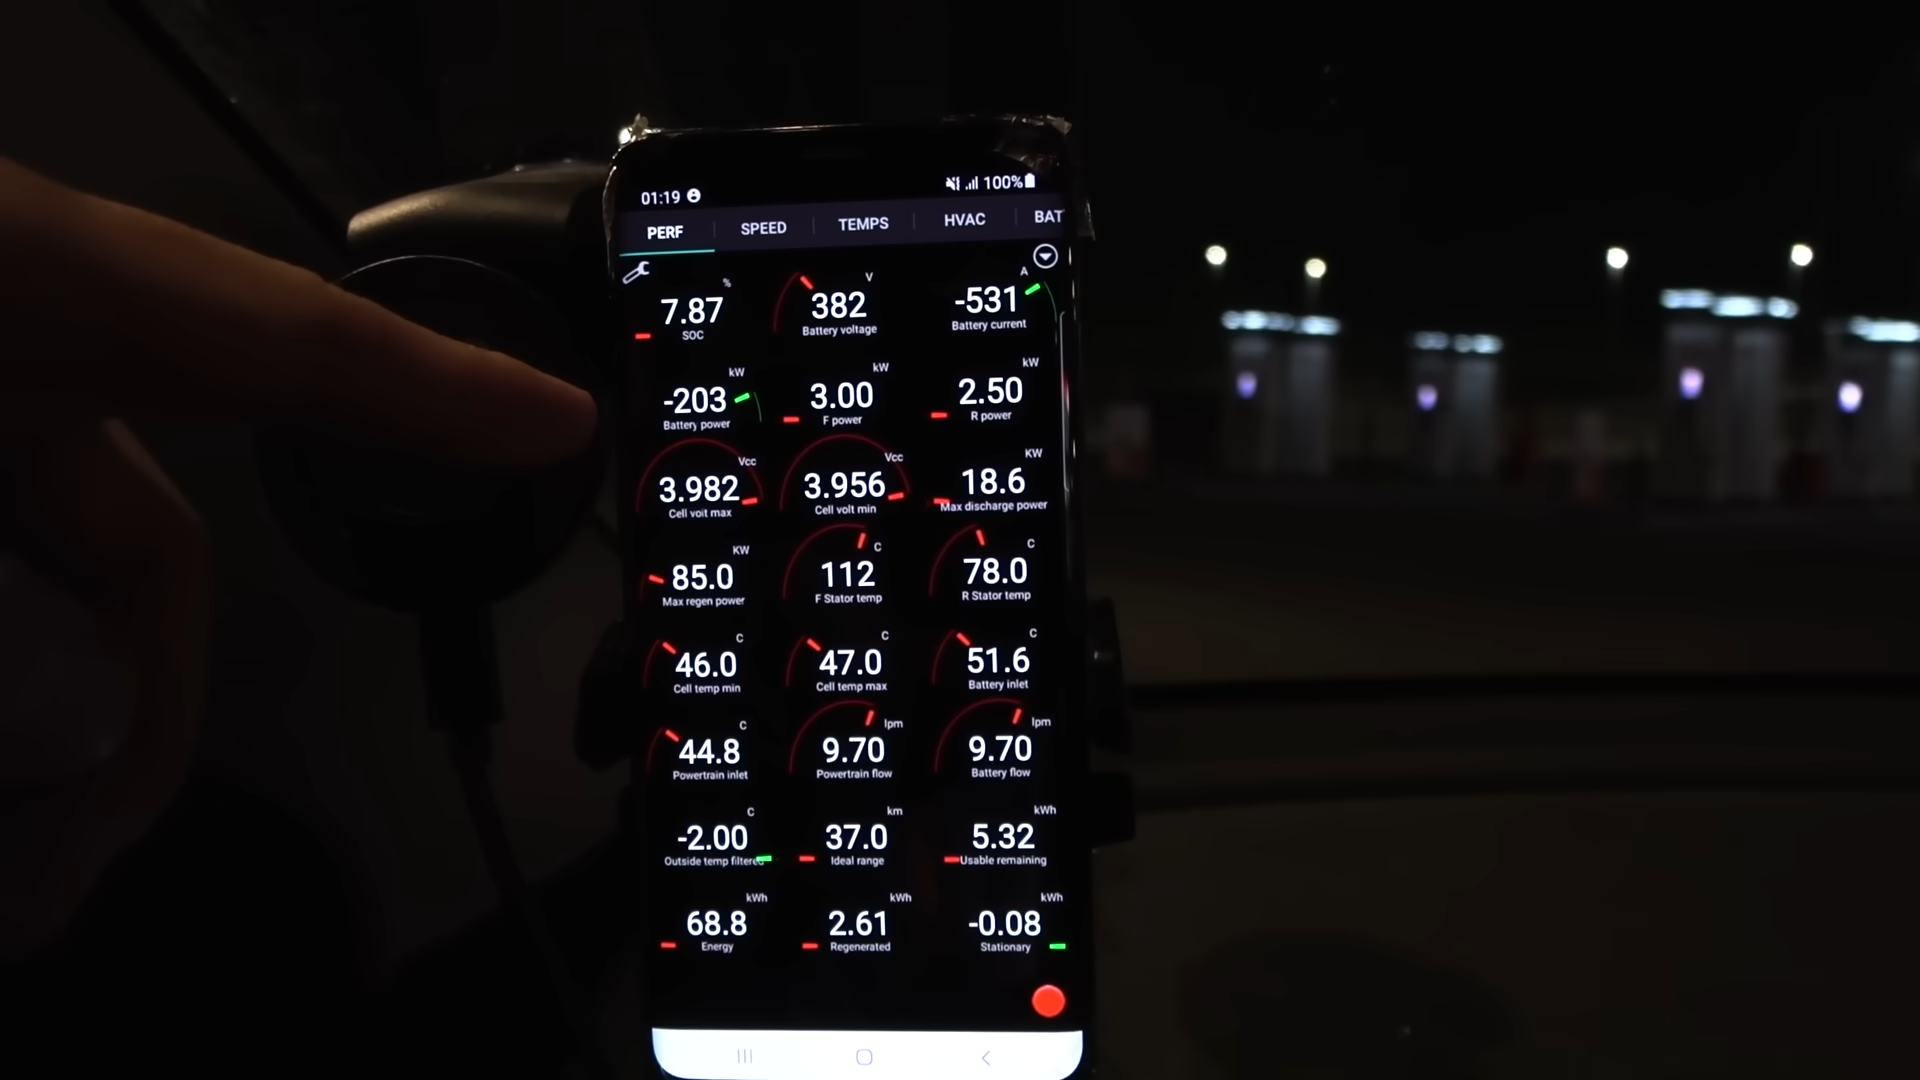 01:19 100%
PERF SPEED TEMPS HVAC BAT
% V A
7.87 382 -531
SOC Battery voltage Battery current
kW kW kW
-203 3.00 2.50
Battery power F power R power
Vcc Vcc KW
3.982 3.956 18.6
Cell volt max Cell volt min Max discharge power
KW C C
85.0 112 78.0
Max regen power F Stator temp R Stator temp
C C C
46.0 47.0 51.6
Cell temp min Cell temp max Battery inlet
C lpm lpm
44.8 9.70 9.70
Powertrain inlet Powertrain flow Battery flow
C km kWh
-2.00 37.0 5.32
Outside temp filtered Ideal range Usable remaining
kWh kWh kWh
68.8 2.61 -0.08
Energy Regenerated Stationary